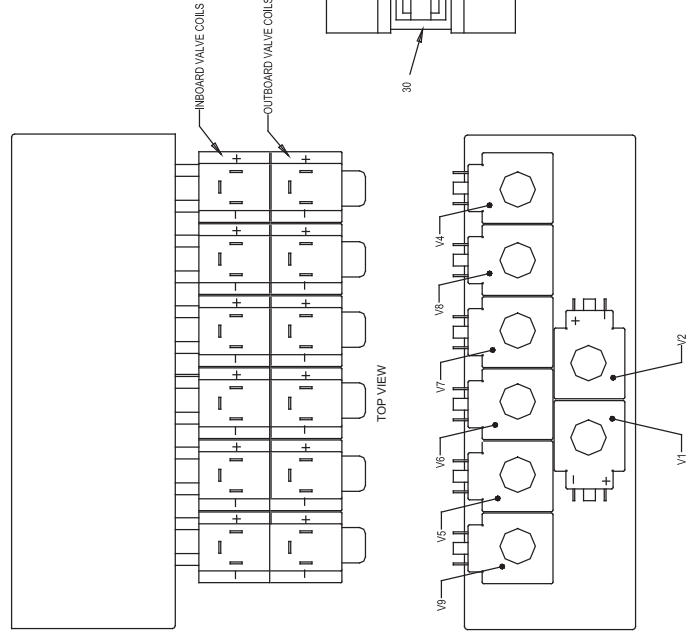 INBOARD VALVE COILS
OUTBOARD VALVE COILS
30
+ + + + + +
– – – – – –
+ + + + + +
– – – – – –
TOP VIEW
V4
V8
V7
V6
V5
V9
+
–
V2
–
+
V1